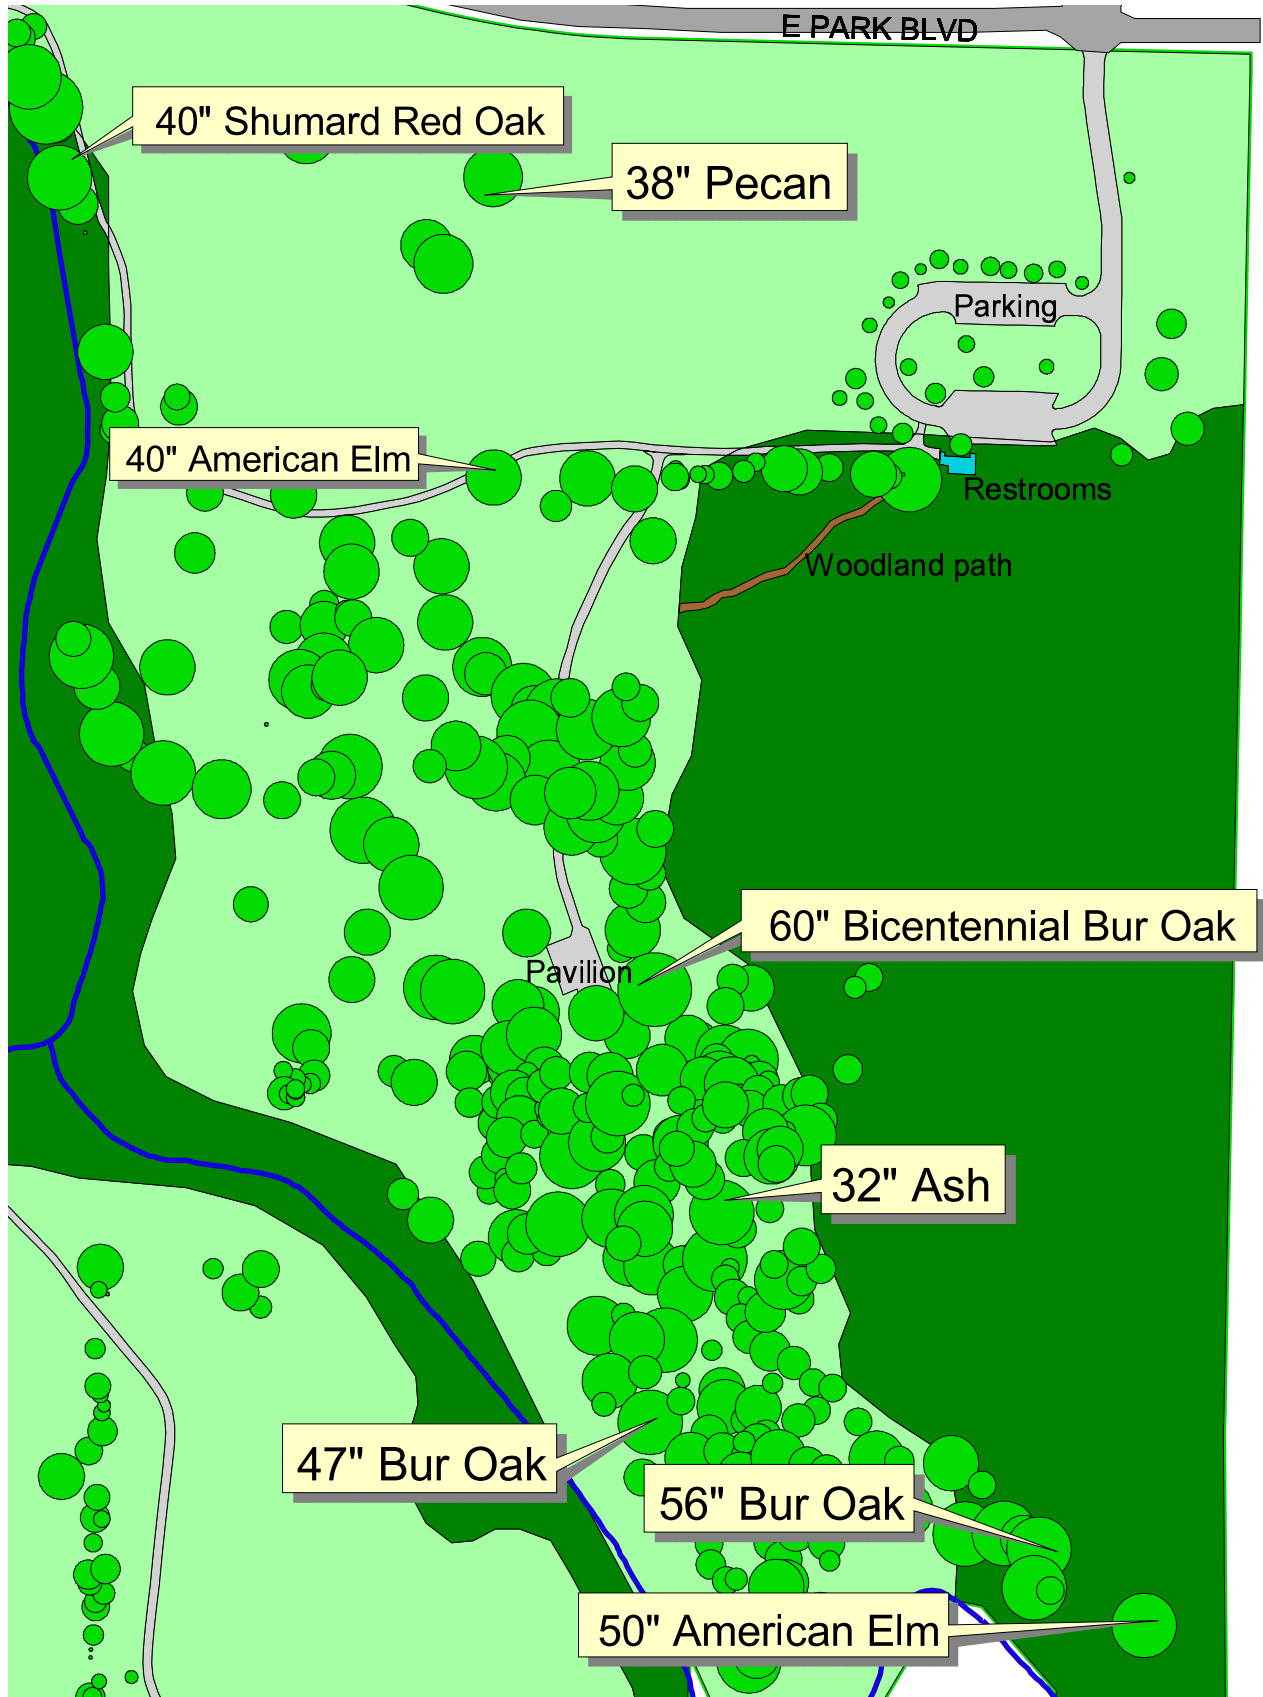 E PARK BLVD
40" Shumard Red Oak
38" Pecan
Parking
40" American Elm
Restrooms
Woodland path
60" Bicentennial Bur Oak
Pavilion
32" Ash
47" Bur Oak
56" Bur Oak
50" American Elm